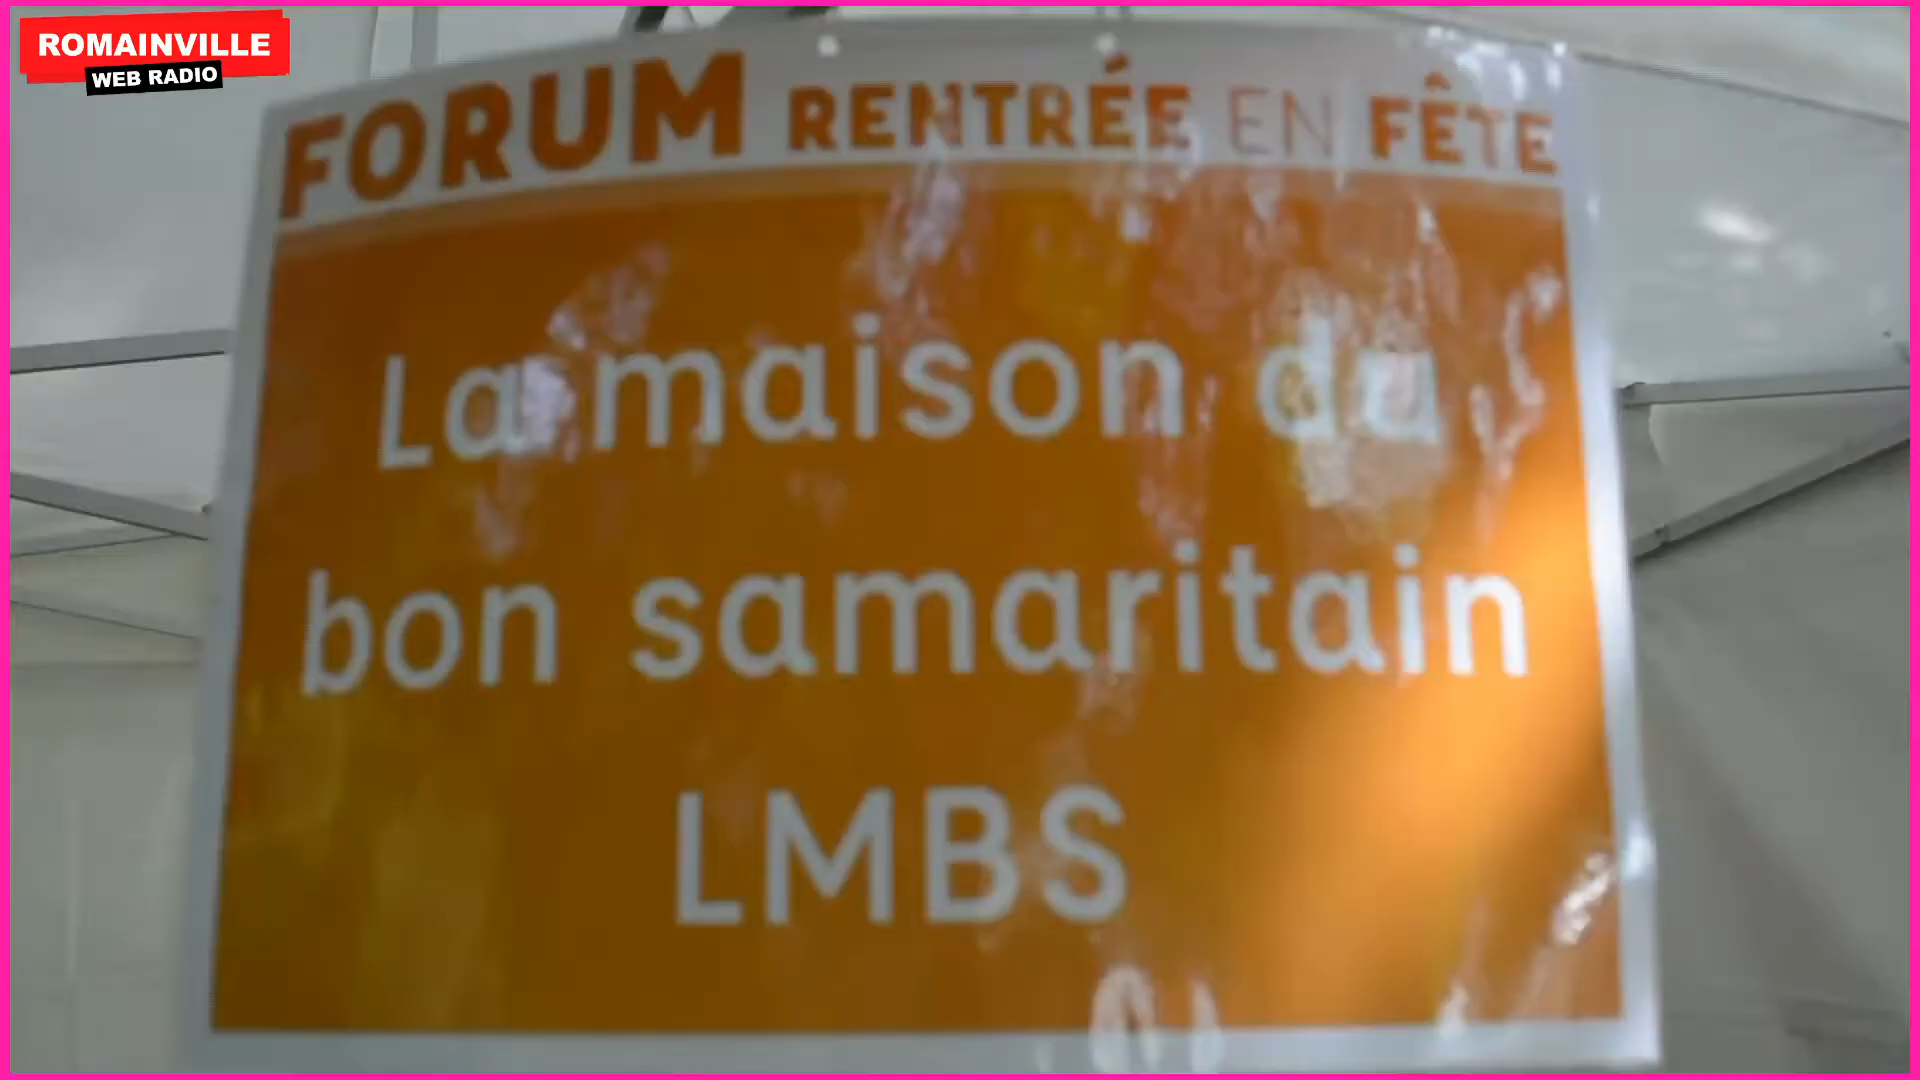 ROMAINVILLE
WEB RADIO
FORUM RENTRÉE EN FÊTE
La maison du
bon samaritain
LMBS